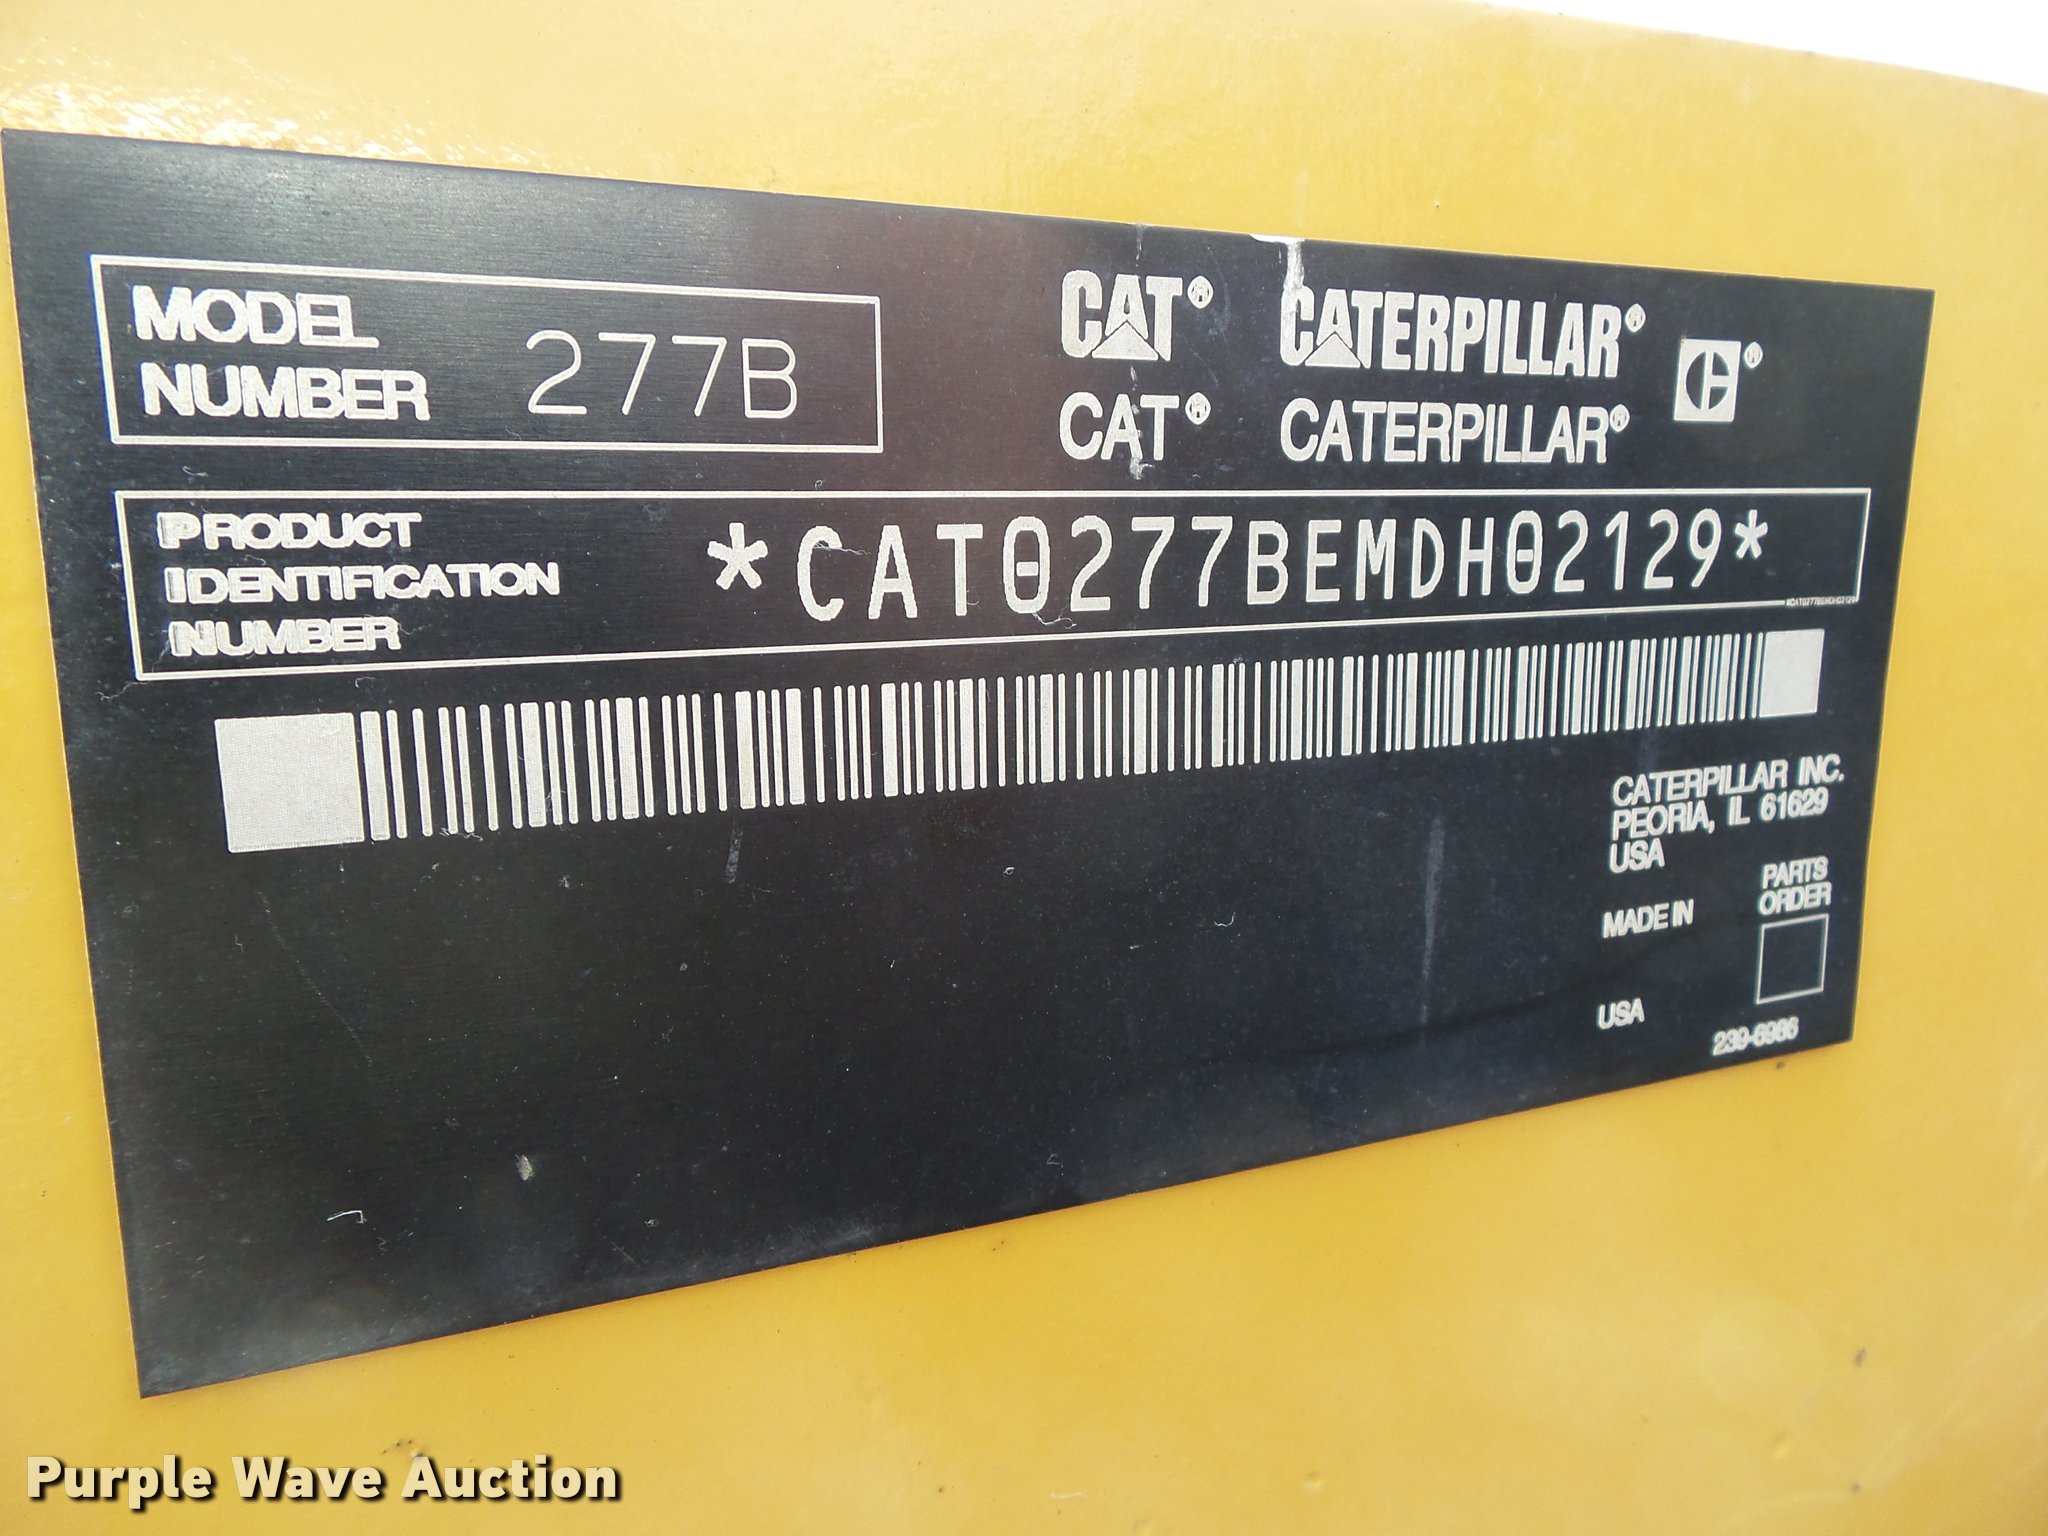 MODEL
NUMBER 277B
CAT® CATERPILLAR® C®
CAT® CATERPILLAR®
PRODUCT
IDENTIFICATION
NUMBER
*CAT0277BEMDH02129*
*CAT0277BEMDH02129
CATERPILLAR INC.
PEORIA, IL 61629
USA
PARTS
ORDER
MADE IN
USA
239-6986
Purple Wave Auction